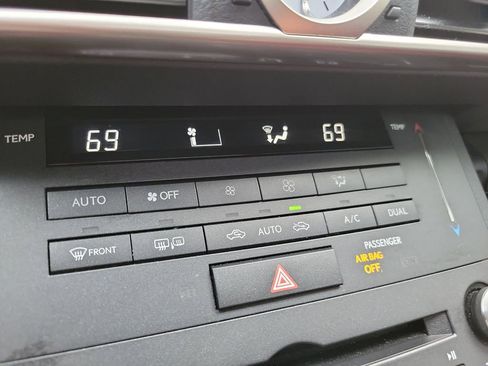 TEMP 69 69 TEMP
AUTO OFF
FRONT AUTO A/C DUAL
PASSENGER
AIR BAG
OFF